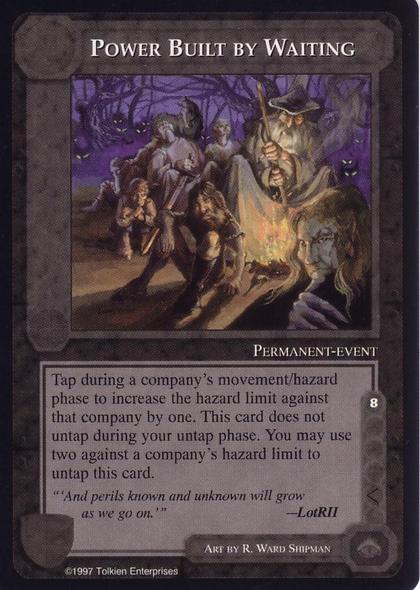 POWER BUILT BY WAITING
PERMANENT-EVENT
Tap during a company's movement/hazard
phase to increase the hazard limit against
that company by one. This card does not
untap during your untap phase. You may use
two against a company's hazard limit to
untap this card.
8
"'And perils known and unknown will grow
as we go on.'" —LotRII
ART BY R. WARD SHIPMAN
©1997 Tolkien Enterprises